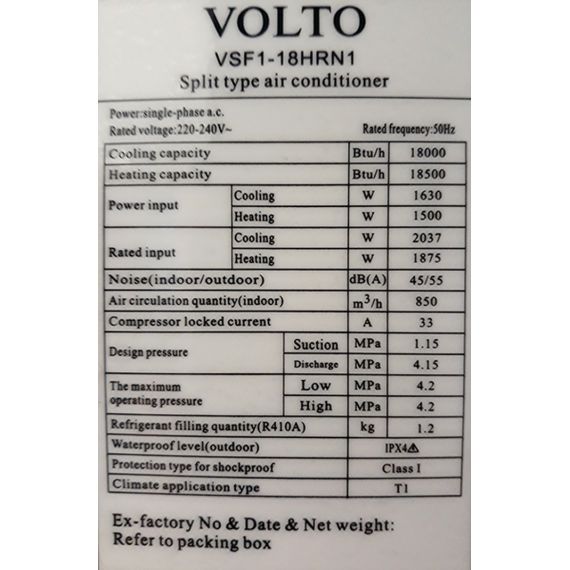 VOLTO
VSF1-18HRN1
Split type air conditioner
Power:single-phase a.c.
Rated voltage:220-240V~ Rated frequency:50Hz
Cooling capacity Btu/h 18000
Heating capacity Btu/h 18500
Power input Cooling W 1630
Heating W 1500
Rated input Cooling W 2037
Heating W 1875
Noise(indoor/outdoor) dB(A) 45/55
Air circulation quantity(indoor) m³/h 850
Compressor locked current A 33
Design pressure Suction MPa 1.15
Discharge MPa 4.15
The maximum operating pressure Low MPa 4.2
High MPa 4.2
Refrigerant filling quantity(R410A) kg 1.2
Waterproof level(outdoor) IPX4⚠
Protection type for shockproof Class I
Climate application type T1
Ex-factory No & Date & Net weight:
Refer to packing box